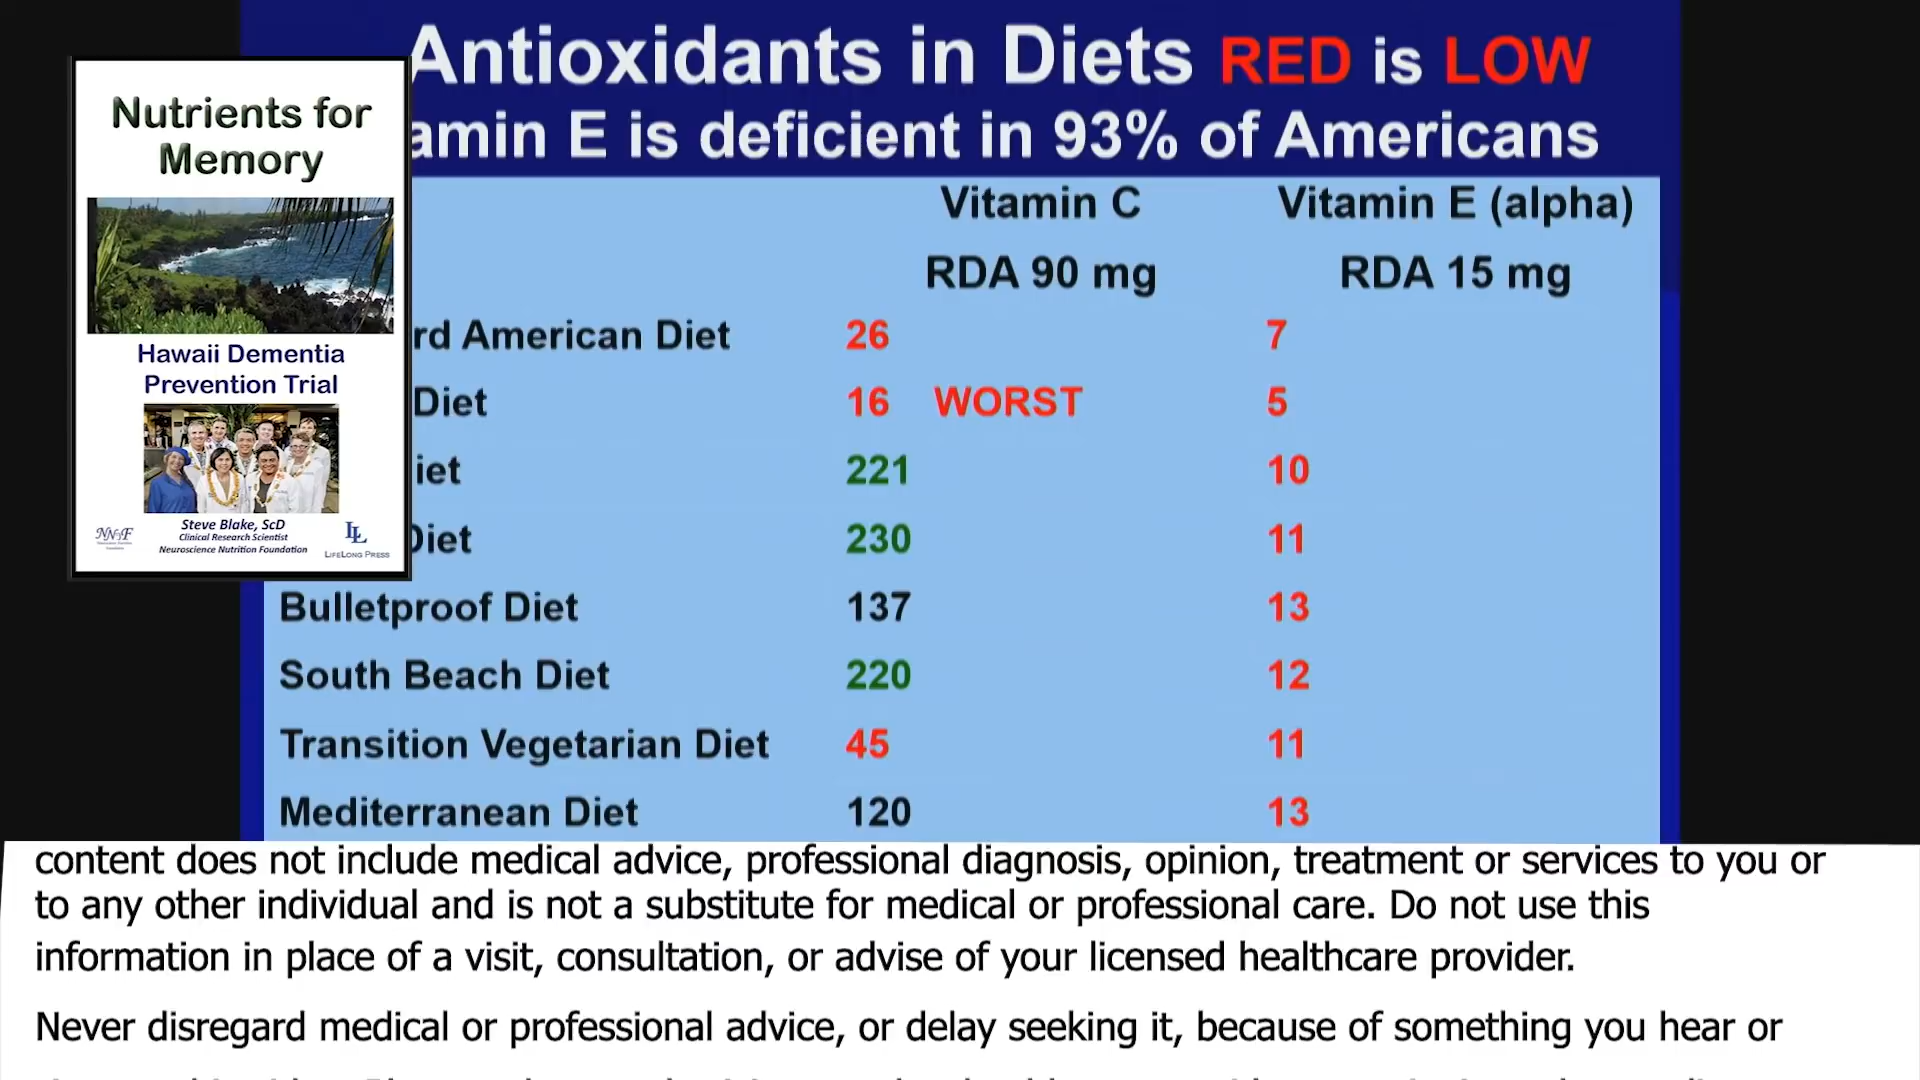 Antioxidants in Diets RED is LOW
amin E is deficient in 93% of Americans
Nutrients for
Memory
Hawaii Dementia
Prevention Trial
Steve Blake, ScD
Clinical Research Scientist
Neuroscience Nutrition Foundation
NNF
LL
LifeLong Press
Vitamin C Vitamin E (alpha)
RDA 90 mg RDA 15 mg
rd American Diet 26 7
Diet 16 WORST 5
iet 221 10
Diet 230 11
Bulletproof Diet 137 13
South Beach Diet 220 12
Transition Vegetarian Diet 45 11
Mediterranean Diet 120 13
content does not include medical advice, professional diagnosis, opinion, treatment or services to you or
to any other individual and is not a substitute for medical or professional care. Do not use this
information in place of a visit, consultation, or advise of your licensed healthcare provider.
Never disregard medical or professional advice, or delay seeking it, because of something you hear or